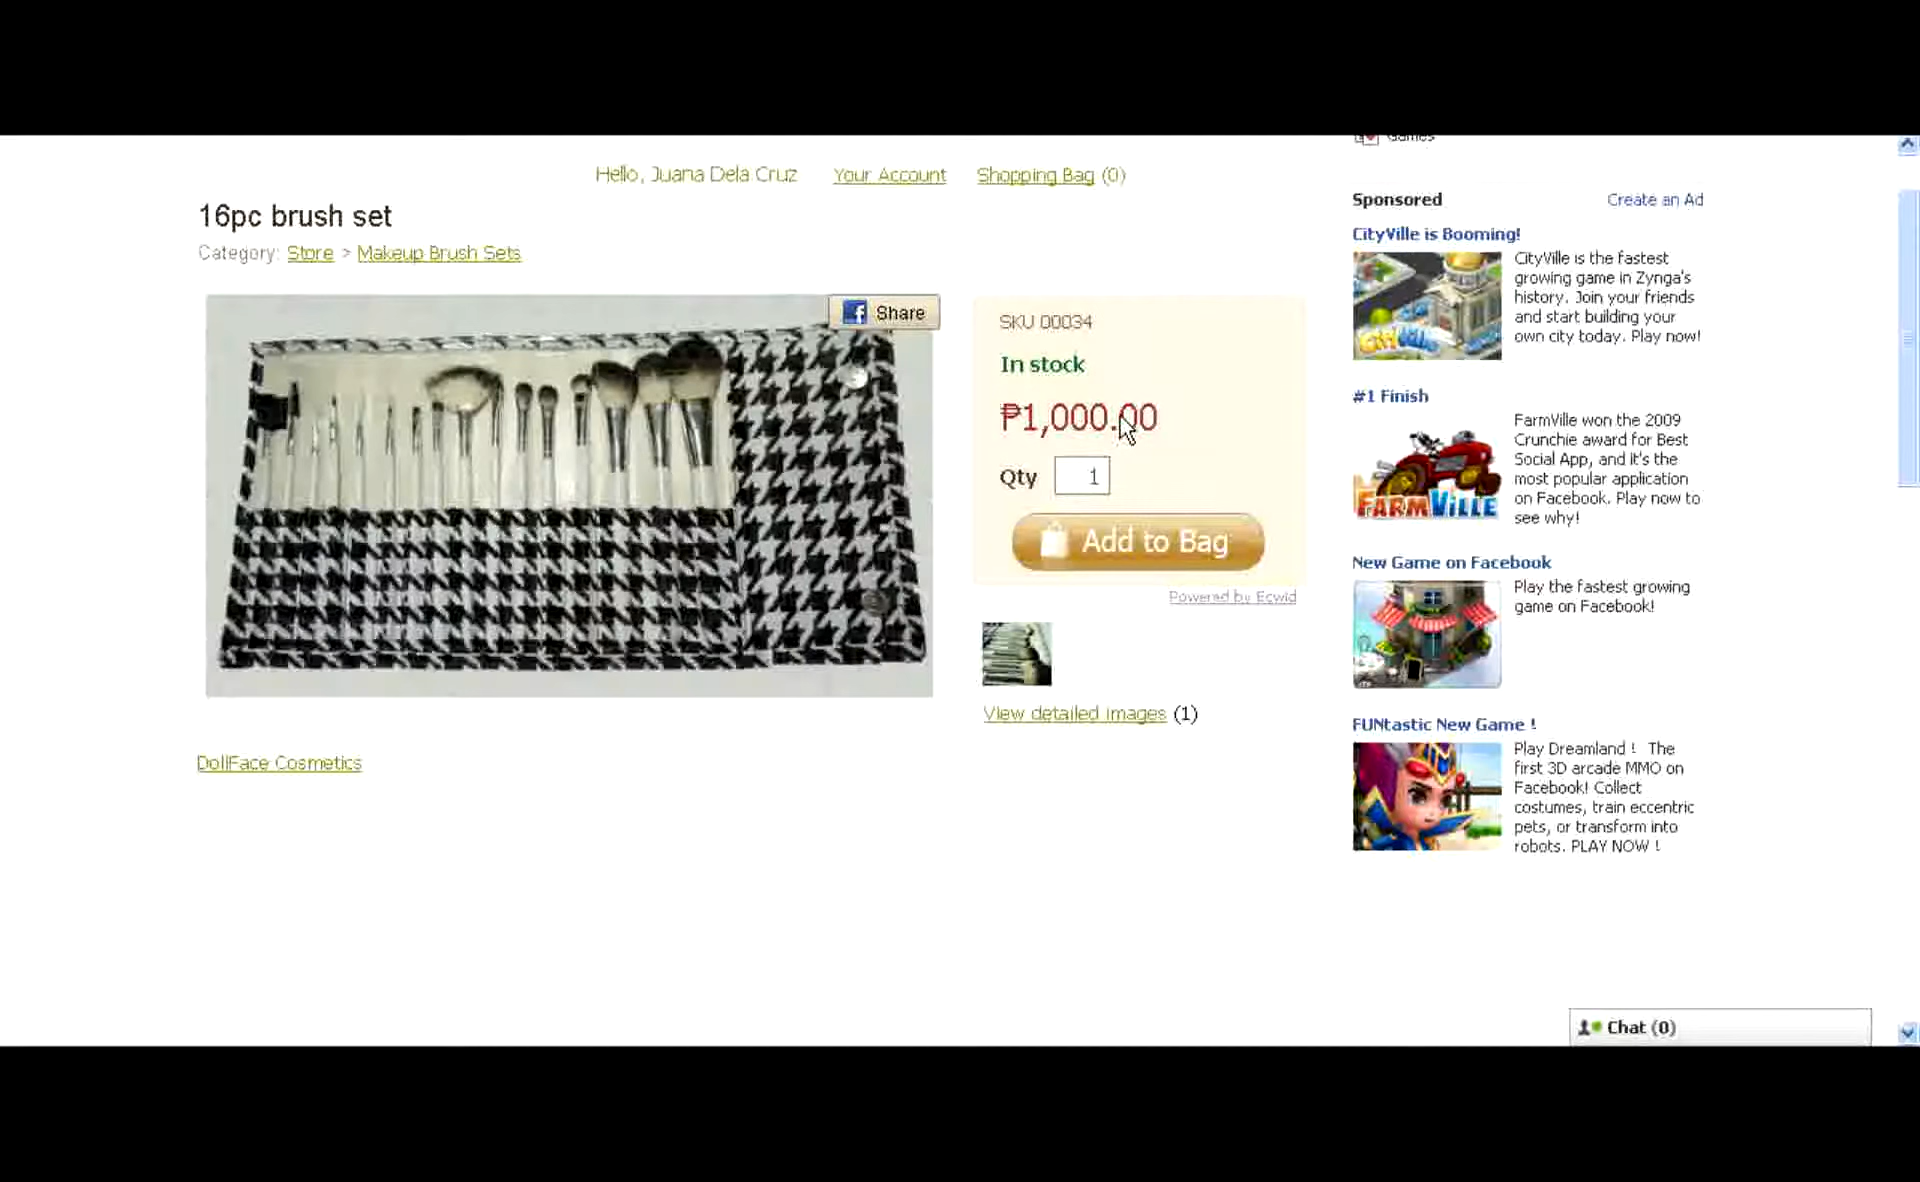 Games
Hello, Juana Dela Cruz Your Account Shopping Bag (0)
16pc brush set
Category: Store > Makeup Brush Sets
Share
SKU 00034
In stock
₱1,000.00
Qty 1
Add to Bag
Powered by Ecwid
View detailed images (1)
DollFace Cosmetics
Sponsored Create an Ad
CityVille is Booming!
CityVille is the fastest
growing game in Zynga's
history. Join your friends
and start building your
own city today. Play now!
CITYVILLE
#1 Finish
FarmVille won the 2009
Crunchie award for Best
Social App, and it's the
most popular application
on Facebook. Play now to
see why!
FARMVILLE
New Game on Facebook
Play the fastest growing
game on Facebook!
FUNtastic New Game !
Play Dreamland ! The
first 3D arcade MMO on
Facebook! Collect
costumes, train eccentric
pets, or transform into
robots. PLAY NOW !
Chat (0)